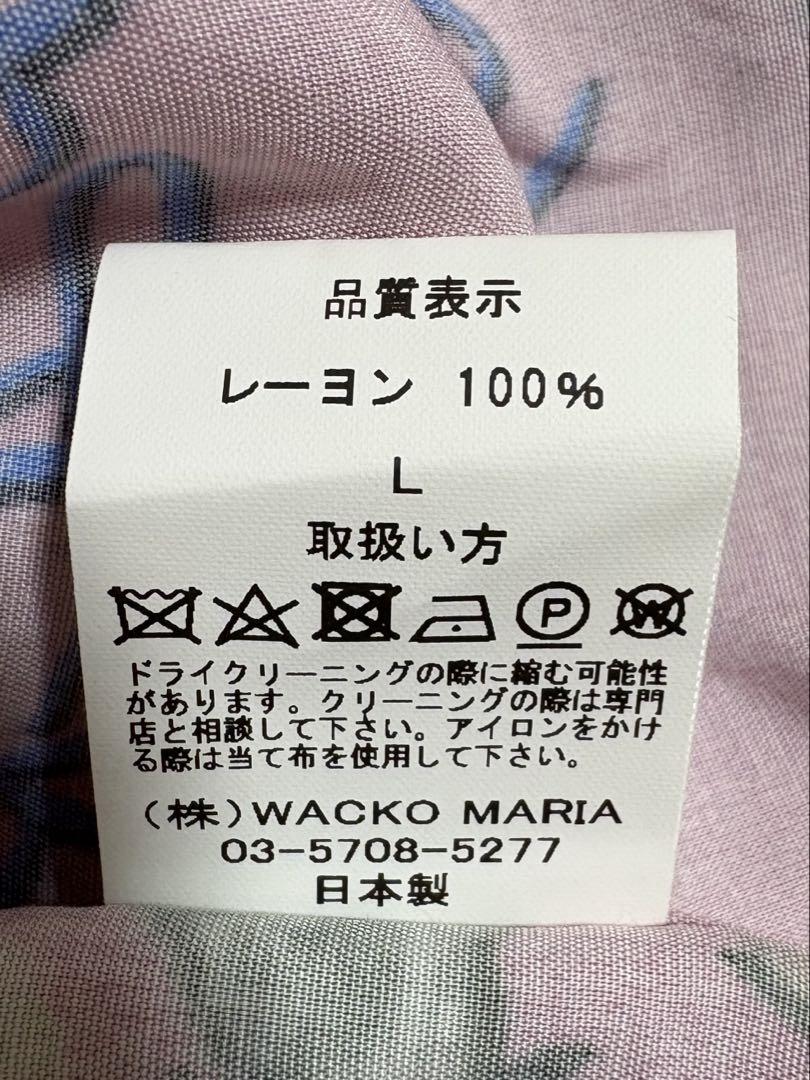 品質表示
レーヨン 100%
L
取扱い方
P W
ドライクリーニングの際に縮む可能性
があります。クリーニングの際は専門
店と相談して下さい。アイロンをかけ
る際は当て布を使用して下さい。
(株)WACKO MARIA
03-5708-5277
日本製